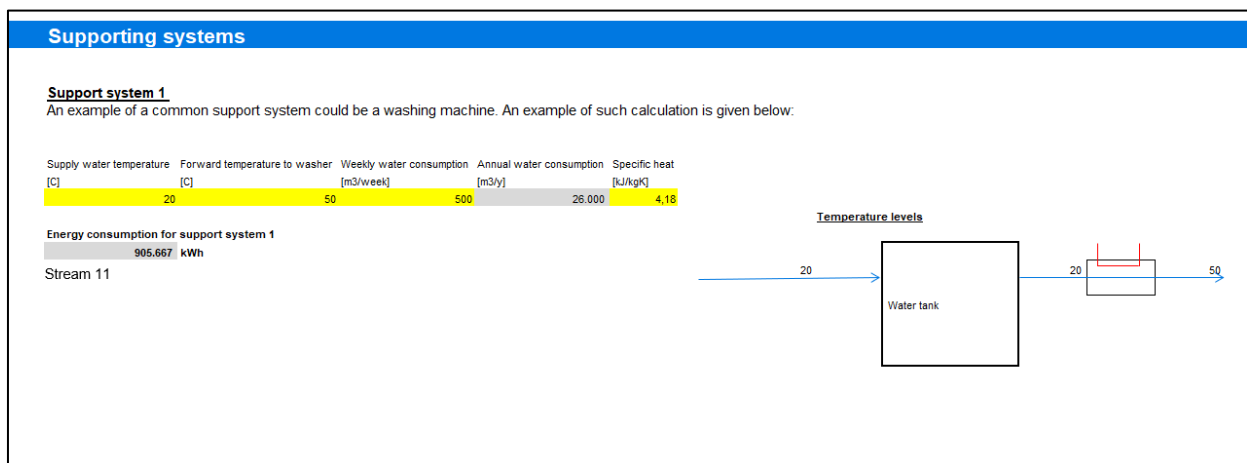 Supporting systems
Support system 1
An example of a common support system could be a washing machine. An example of such calculation is given below:
Supply water temperature Forward temperature to washer Weekly water consumption Annual water consumption Specific heat
[C] [C] [m3/week] [m3/y] [kJ/kgK]
20 50 500 26.000 4,18
Temperature levels
Energy consumption for support system 1
905.667 kWh
Stream 11
20 20 50
Water tank